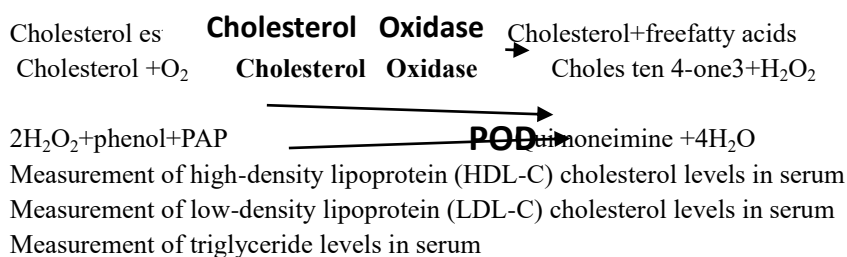 Cholesterol es Cholesterol Oxidase Cholesterol+freefatty acids
Cholesterol +O₂ Cholesterol Oxidase Choles ten 4-one3+H₂O₂
2H₂O₂+phenol+PAP POD uimoneimine +4H₂O
Measurement of high-density lipoprotein (HDL-C) cholesterol levels in serum
Measurement of low-density lipoprotein (LDL-C) cholesterol levels in serum
Measurement of triglyceride levels in serum